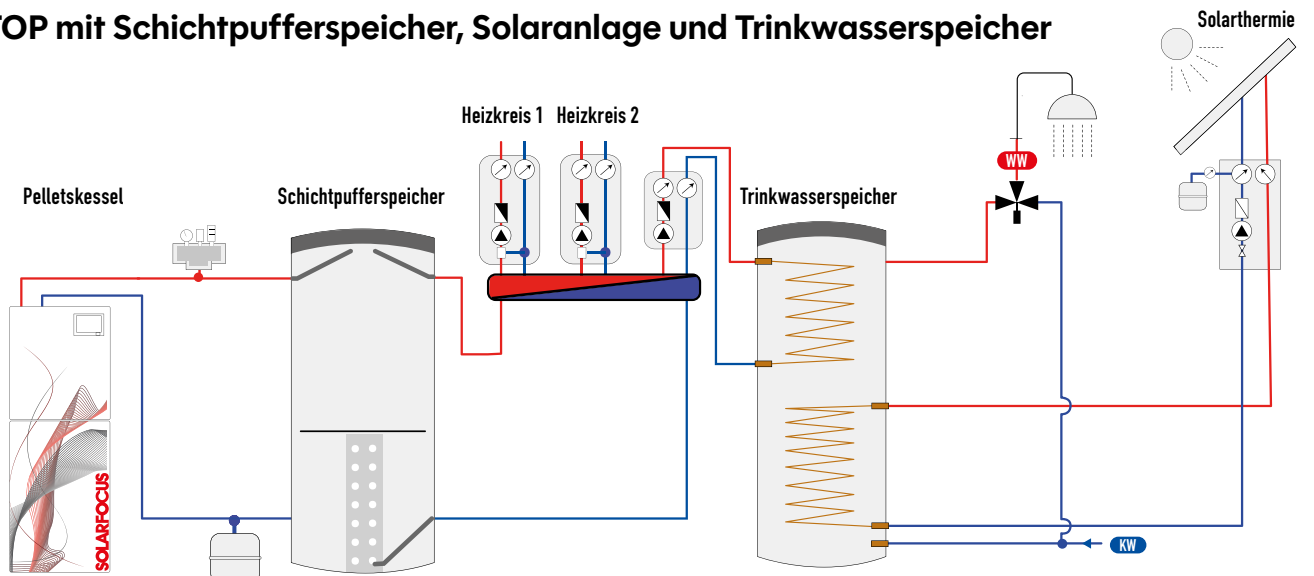 TOP mit Schichtpufferspeicher, Solaranlage und Trinkwasserspeicher
Solarthermie
Heizkreis 1
Heizkreis 2
WW
Pelletskessel
Schichtpufferspeicher
Trinkwasserspeicher
SOLARFOCUS
KW